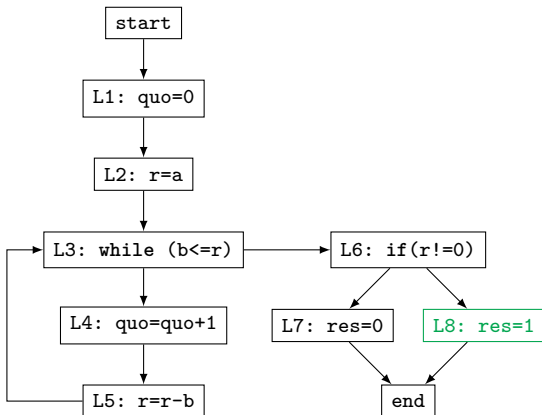 start
L1: quo=0
L2: r=a
L3: while (b<=r)
L6: if(r!=0)
L4: quo=quo+1
L7: res=0
L8: res=1
L5: r=r-b
end